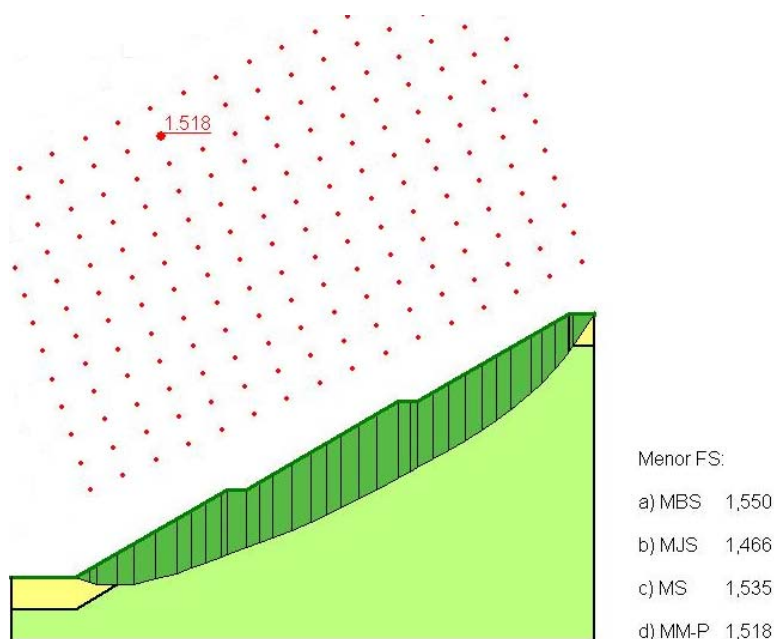 1.518
Menor FS:
a) MBS 1,550
b) MJS 1,466
c) MS 1,535
d) MM-P 1,518